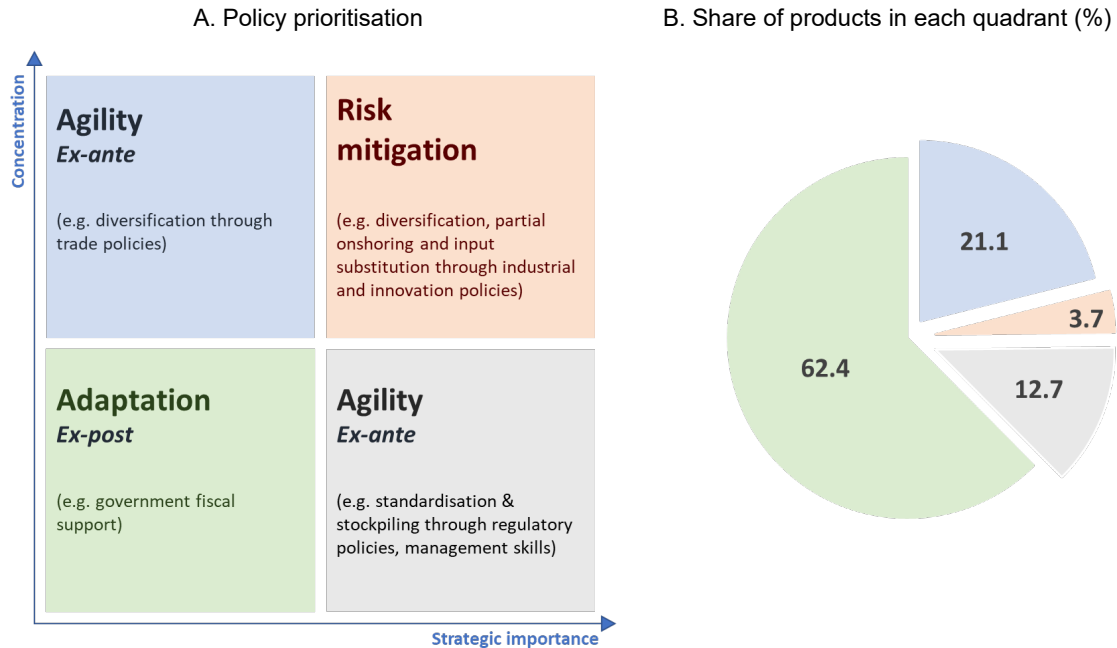 A. Policy prioritisation
B. Share of products in each quadrant (%)
Concentration
Agility
Ex-ante
(e.g. diversification through
trade policies)
Risk
mitigation
(e.g. diversification, partial
onshoring and input
substitution through industrial
and innovation policies)
Adaptation
Ex-post
(e.g. government fiscal
support)
Agility
Ex-ante
(e.g. standardisation &
stockpiling through regulatory
policies, management skills)
Strategic importance
21.1
3.7
12.7
62.4